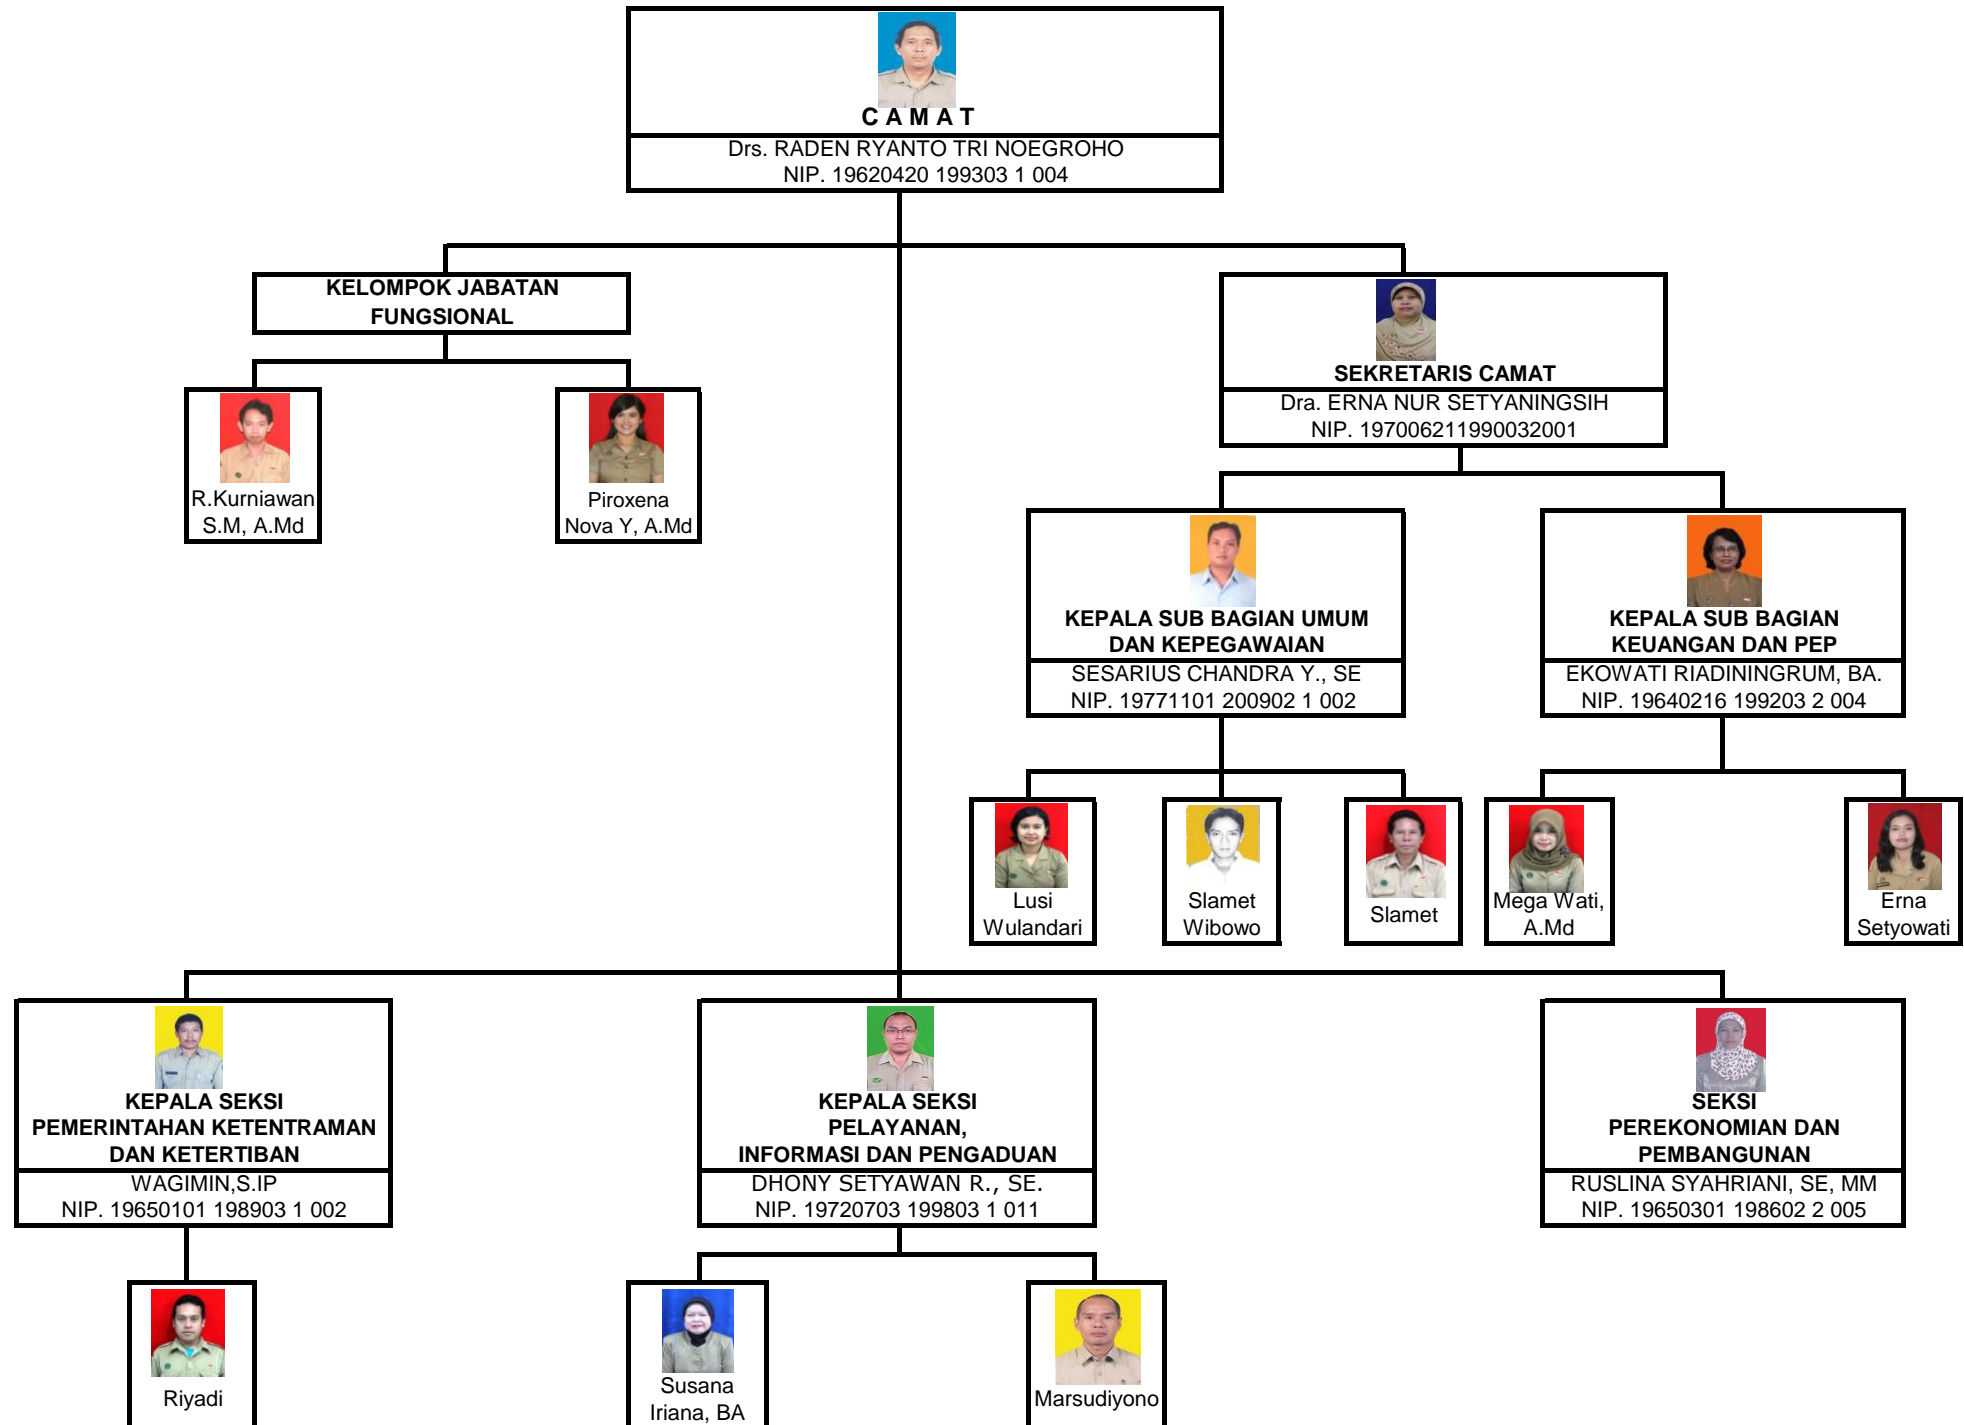 C A M A T
Drs. RADEN RYANTO TRI NOEGROHO
NIP. 19620420 199303 1 004
KELOMPOK JABATAN
FUNGSIONAL
R.Kurniawan
S.M, A.Md
Piroxena
Nova Y, A.Md
SEKRETARIS CAMAT
Dra. ERNA NUR SETYANINGSIH
NIP. 197006211990032001
KEPALA SUB BAGIAN UMUM
DAN KEPEGAWAIAN
SESARIUS CHANDRA Y., SE
NIP. 19771101 200902 1 002
KEPALA SUB BAGIAN
KEUANGAN DAN PEP
EKOWATI RIADININGRUM, BA.
NIP. 19640216 199203 2 004
Lusi
Wulandari
Slamet
Wibowo
Slamet
Mega Wati,
A.Md
Erna
Setyowati
KEPALA SEKSI
PEMERINTAHAN KETENTRAMAN
DAN KETERTIBAN
WAGIMIN,S.IP
NIP. 19650101 198903 1 002
KEPALA SEKSI
PELAYANAN,
INFORMASI DAN PENGADUAN
DHONY SETYAWAN R., SE.
NIP. 19720703 199803 1 011
SEKSI
PEREKONOMIAN DAN
PEMBANGUNAN
RUSLINA SYAHRIANI, SE, MM
NIP. 19650301 198602 2 005
Riyadi
Susana
Iriana, BA
Marsudiyono